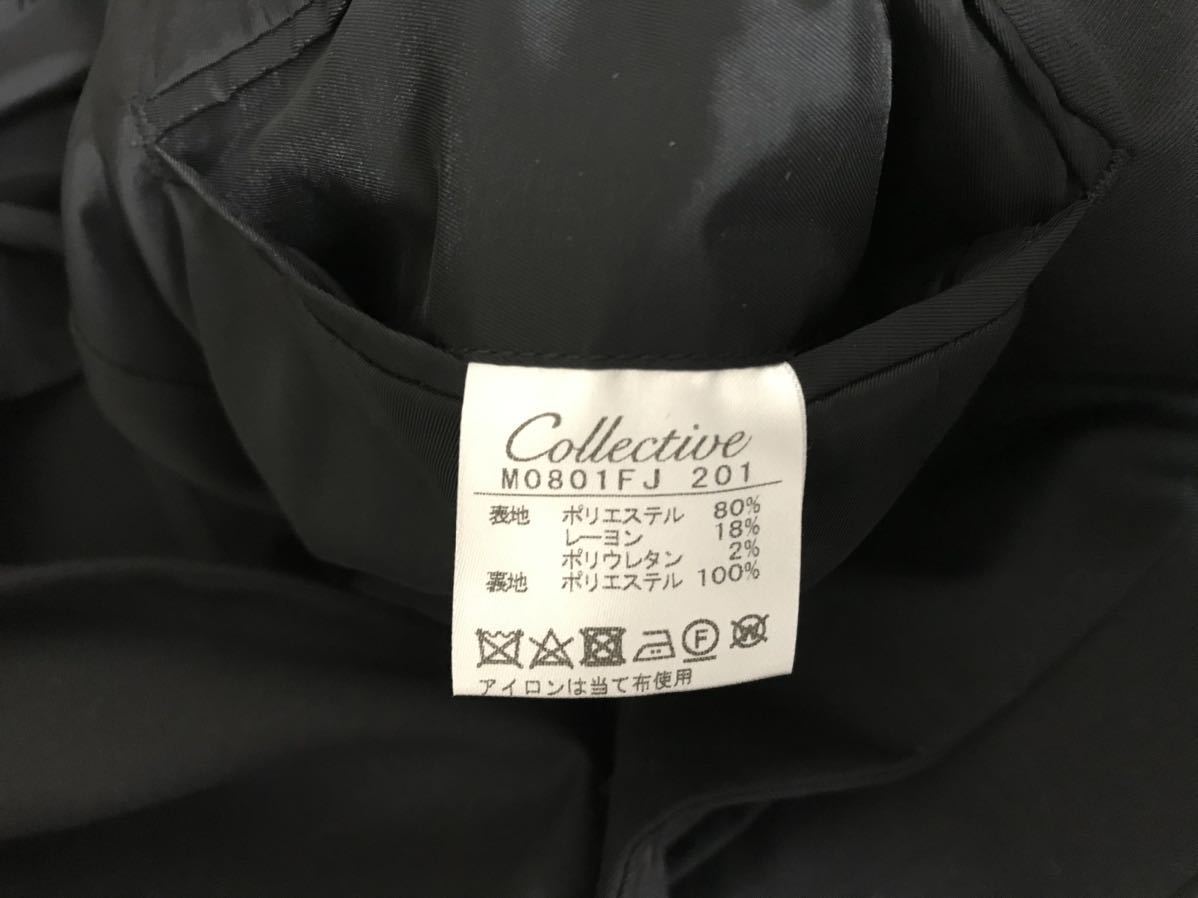 Collective
M0801FJ 201
表地 ポリエステル 80%
レーヨン 18%
ポリウレタン 2%
裏地 ポリエステル 100%
F W
アイロンは当て布使用